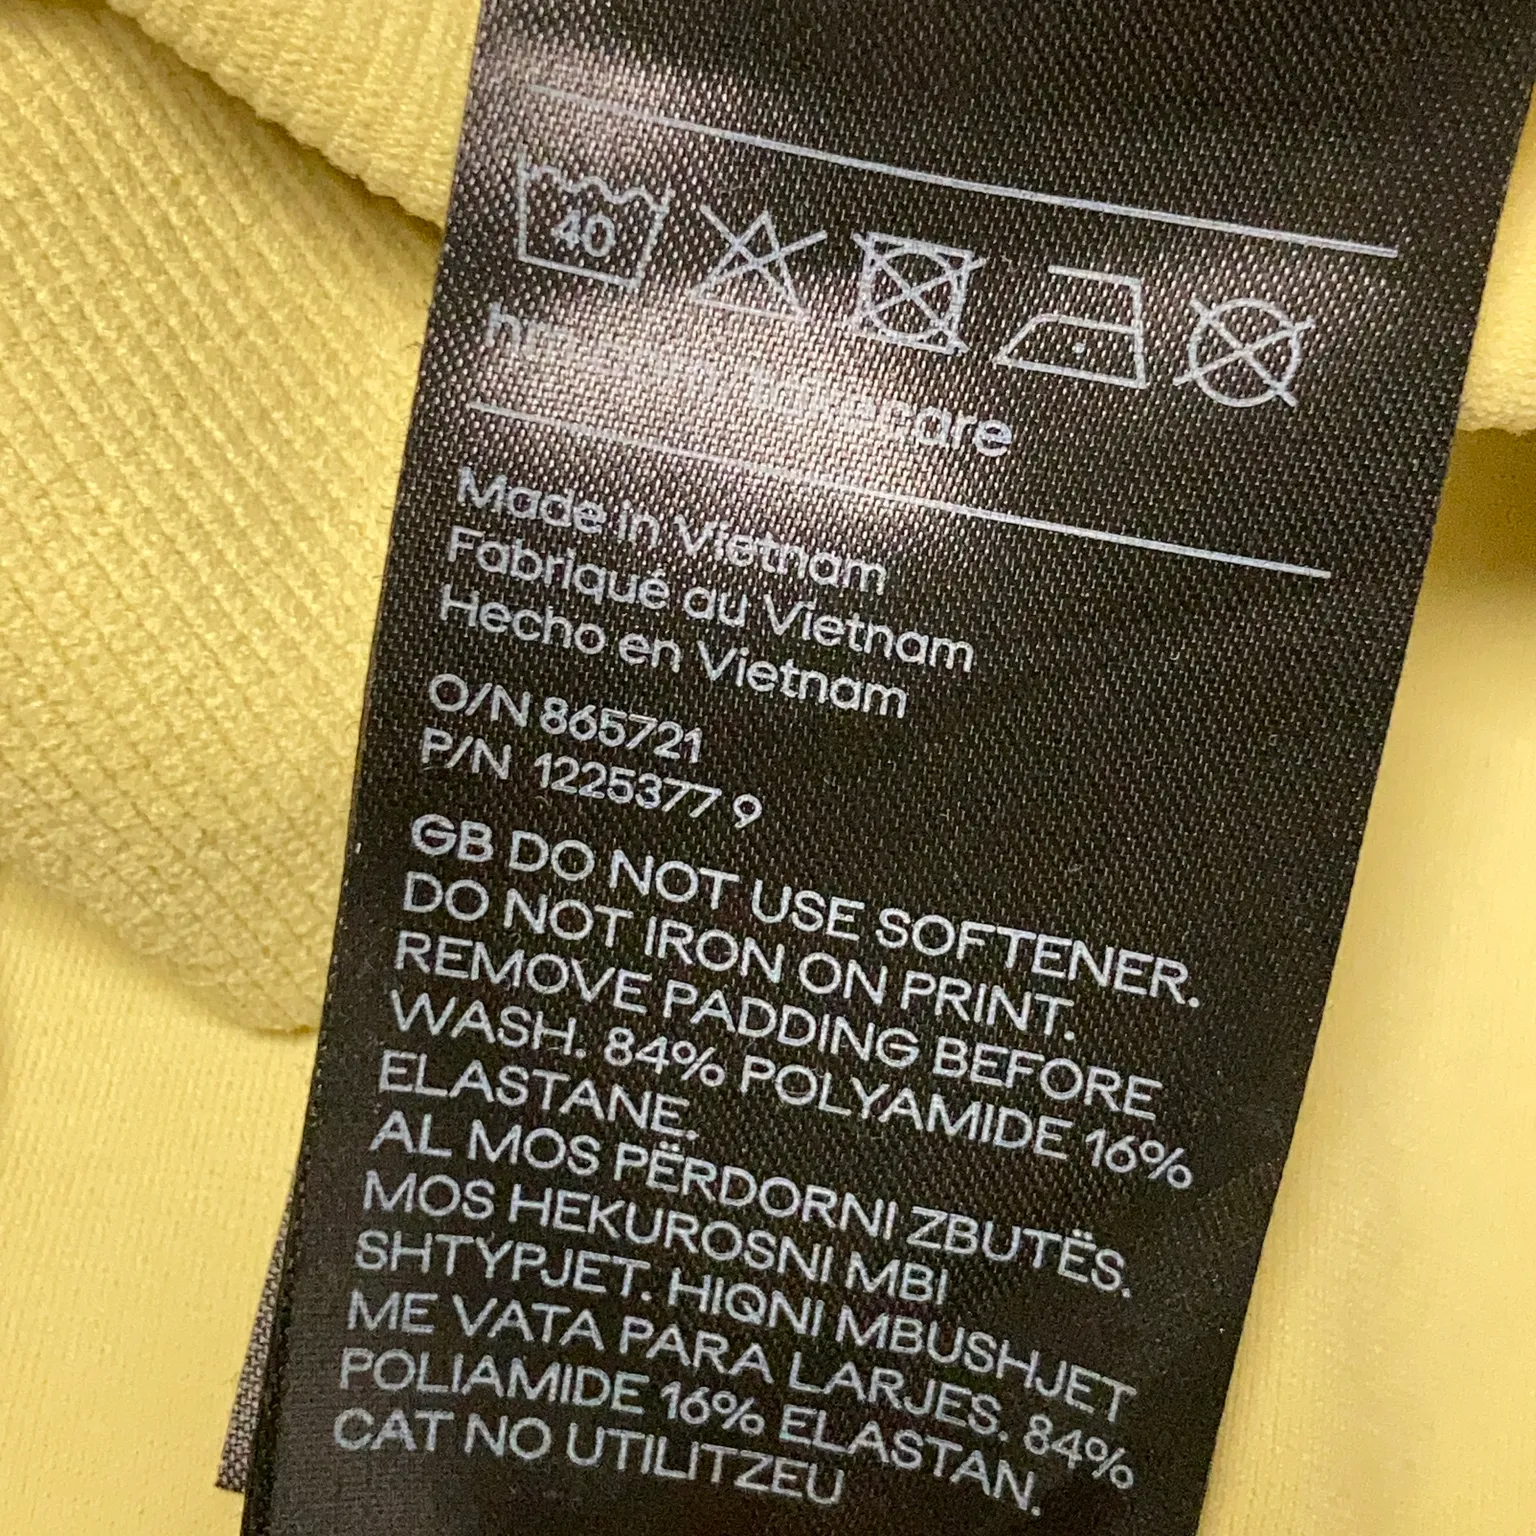 40
care
Made in Vietnam
Fabriqué au Vietnam
Hecho en Vietnam
O/N 865721
P/N 1225377 9
GB DO NOT USE SOFTENER.
DO NOT IRON ON PRINT.
REMOVE PADDING BEFORE
WASH. 84% POLYAMIDE 16%
ELASTANE.
AL MOS PËRDORNI ZBUTËS.
MOS HEKUROSNI MBI
SHTYPJET. HIQNI MBUSHJET
ME VATA PARA LARJES. 84%
POLIAMIDE 16% ELASTAN.
CAT NO UTILITZEU